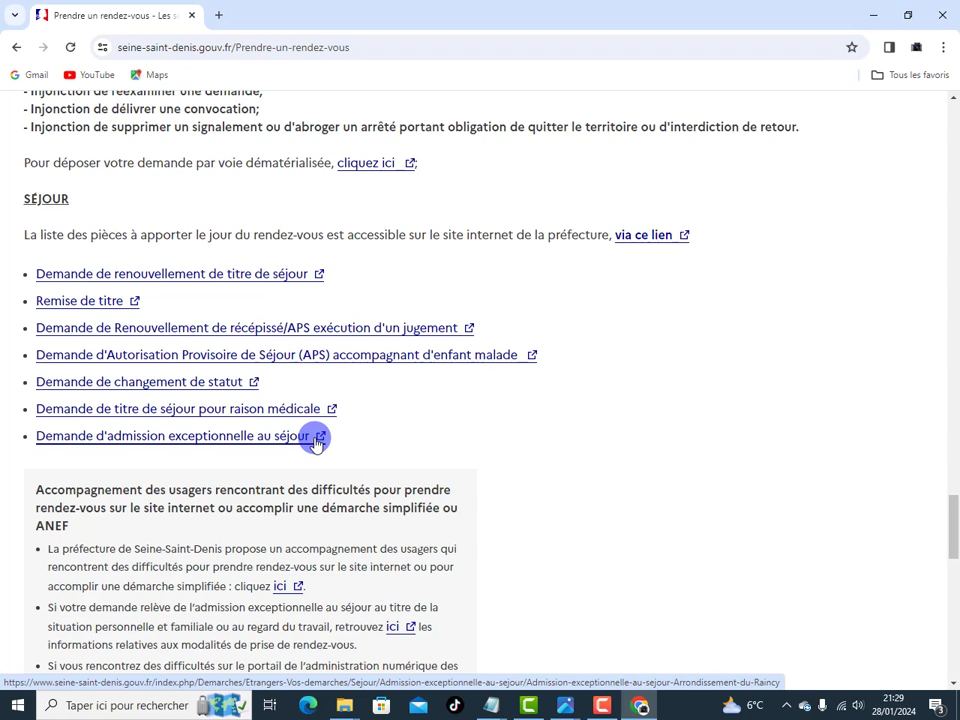 Prendre un rendez-vous - Les se
seine-saint-denis.gouv.fr/Prendre-un-rendez-vous
Gmail YouTube Maps Tous les favoris
- Injonction de réexaminer une demande;
- Injonction de délivrer une convocation;
- Injonction de supprimer un signalement ou d'abroger un arrêté portant obligation de quitter le territoire ou d'interdiction de retour.
Pour déposer votre demande par voie dématérialisée, cliquez ici ;
SÉJOUR
La liste des pièces à apporter le jour du rendez-vous est accessible sur le site internet de la préfecture, via ce lien
• Demande de renouvellement de titre de séjour
• Remise de titre
• Demande de Renouvellement de récépissé/APS exécution d'un jugement
• Demande d'Autorisation Provisoire de Séjour (APS) accompagnant d'enfant malade
• Demande de changement de statut
• Demande de titre de séjour pour raison médicale
• Demande d'admission exceptionnelle au séjour
Accompagnement des usagers rencontrant des difficultés pour prendre
rendez-vous sur le site internet ou accomplir une démarche simplifiée ou
ANEF
• La préfecture de Seine-Saint-Denis propose un accompagnement des usagers qui
rencontrent des difficultés pour prendre rendez-vous sur le site internet ou pour
accomplir une démarche simplifiée : cliquez ici .
• Si votre demande relève de l'admission exceptionnelle au séjour au titre de la
situation personnelle et familiale ou au regard du travail, retrouvez ici les
informations relatives aux modalités de prise de rendez-vous.
• Si vous rencontrez des difficultés sur le portail de l'administration numérique des
https://www.seine-saint-denis.gouv.fr/index.php/Demarches/Etrangers-Vos-demarches/Sejour/Admission-exceptionnelle-au-sejour/Admission-exceptionnelle-au-sejour-Arrondissement-du-Raincy
Taper ici pour rechercher
6°C
21:29
28/01/2024
3